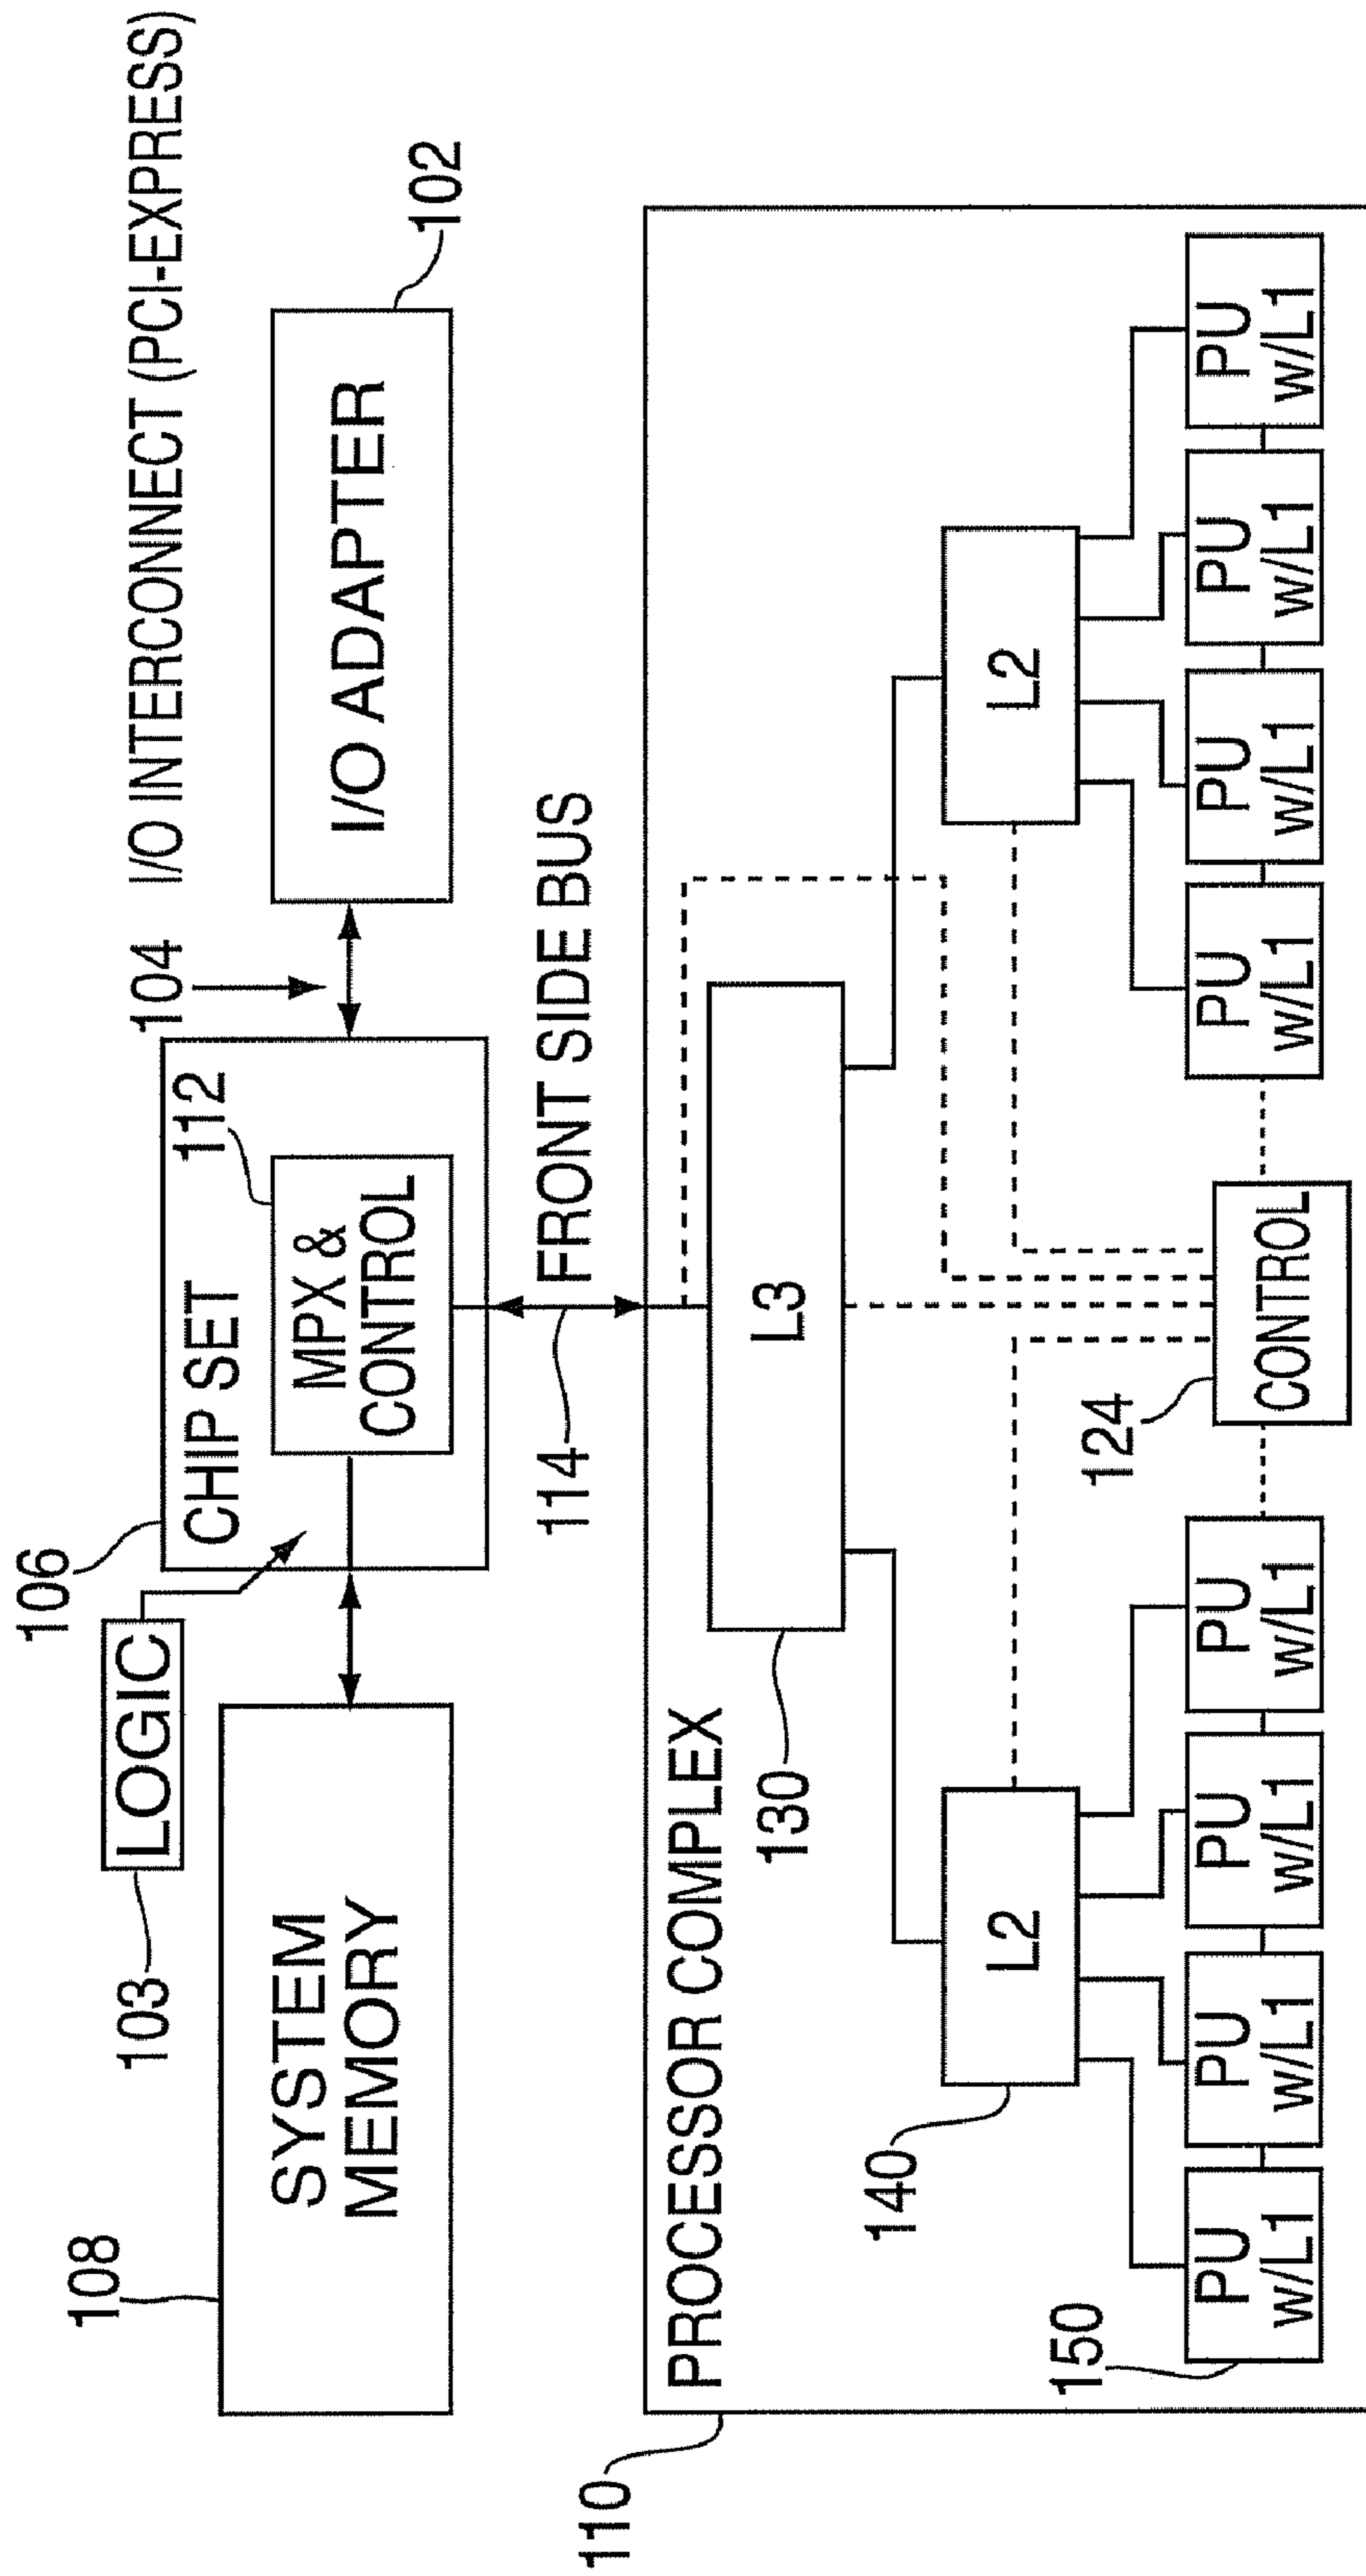 106
103
LOGIC
108
SYSTEM
MEMORY
CHIP SET
112
MPX &
CONTROL
104
I/O INTERCONNECT (PCI-EXPRESS)
I/O ADAPTER
102
114
FRONT SIDE BUS
110
PROCESSOR COMPLEX
130
L3
140
L2
L2
124
CONTROL
150
PU
w/L1
PU
w/L1
PU
w/L1
PU
w/L1
PU
w/L1
PU
w/L1
PU
w/L1
PU
w/L1